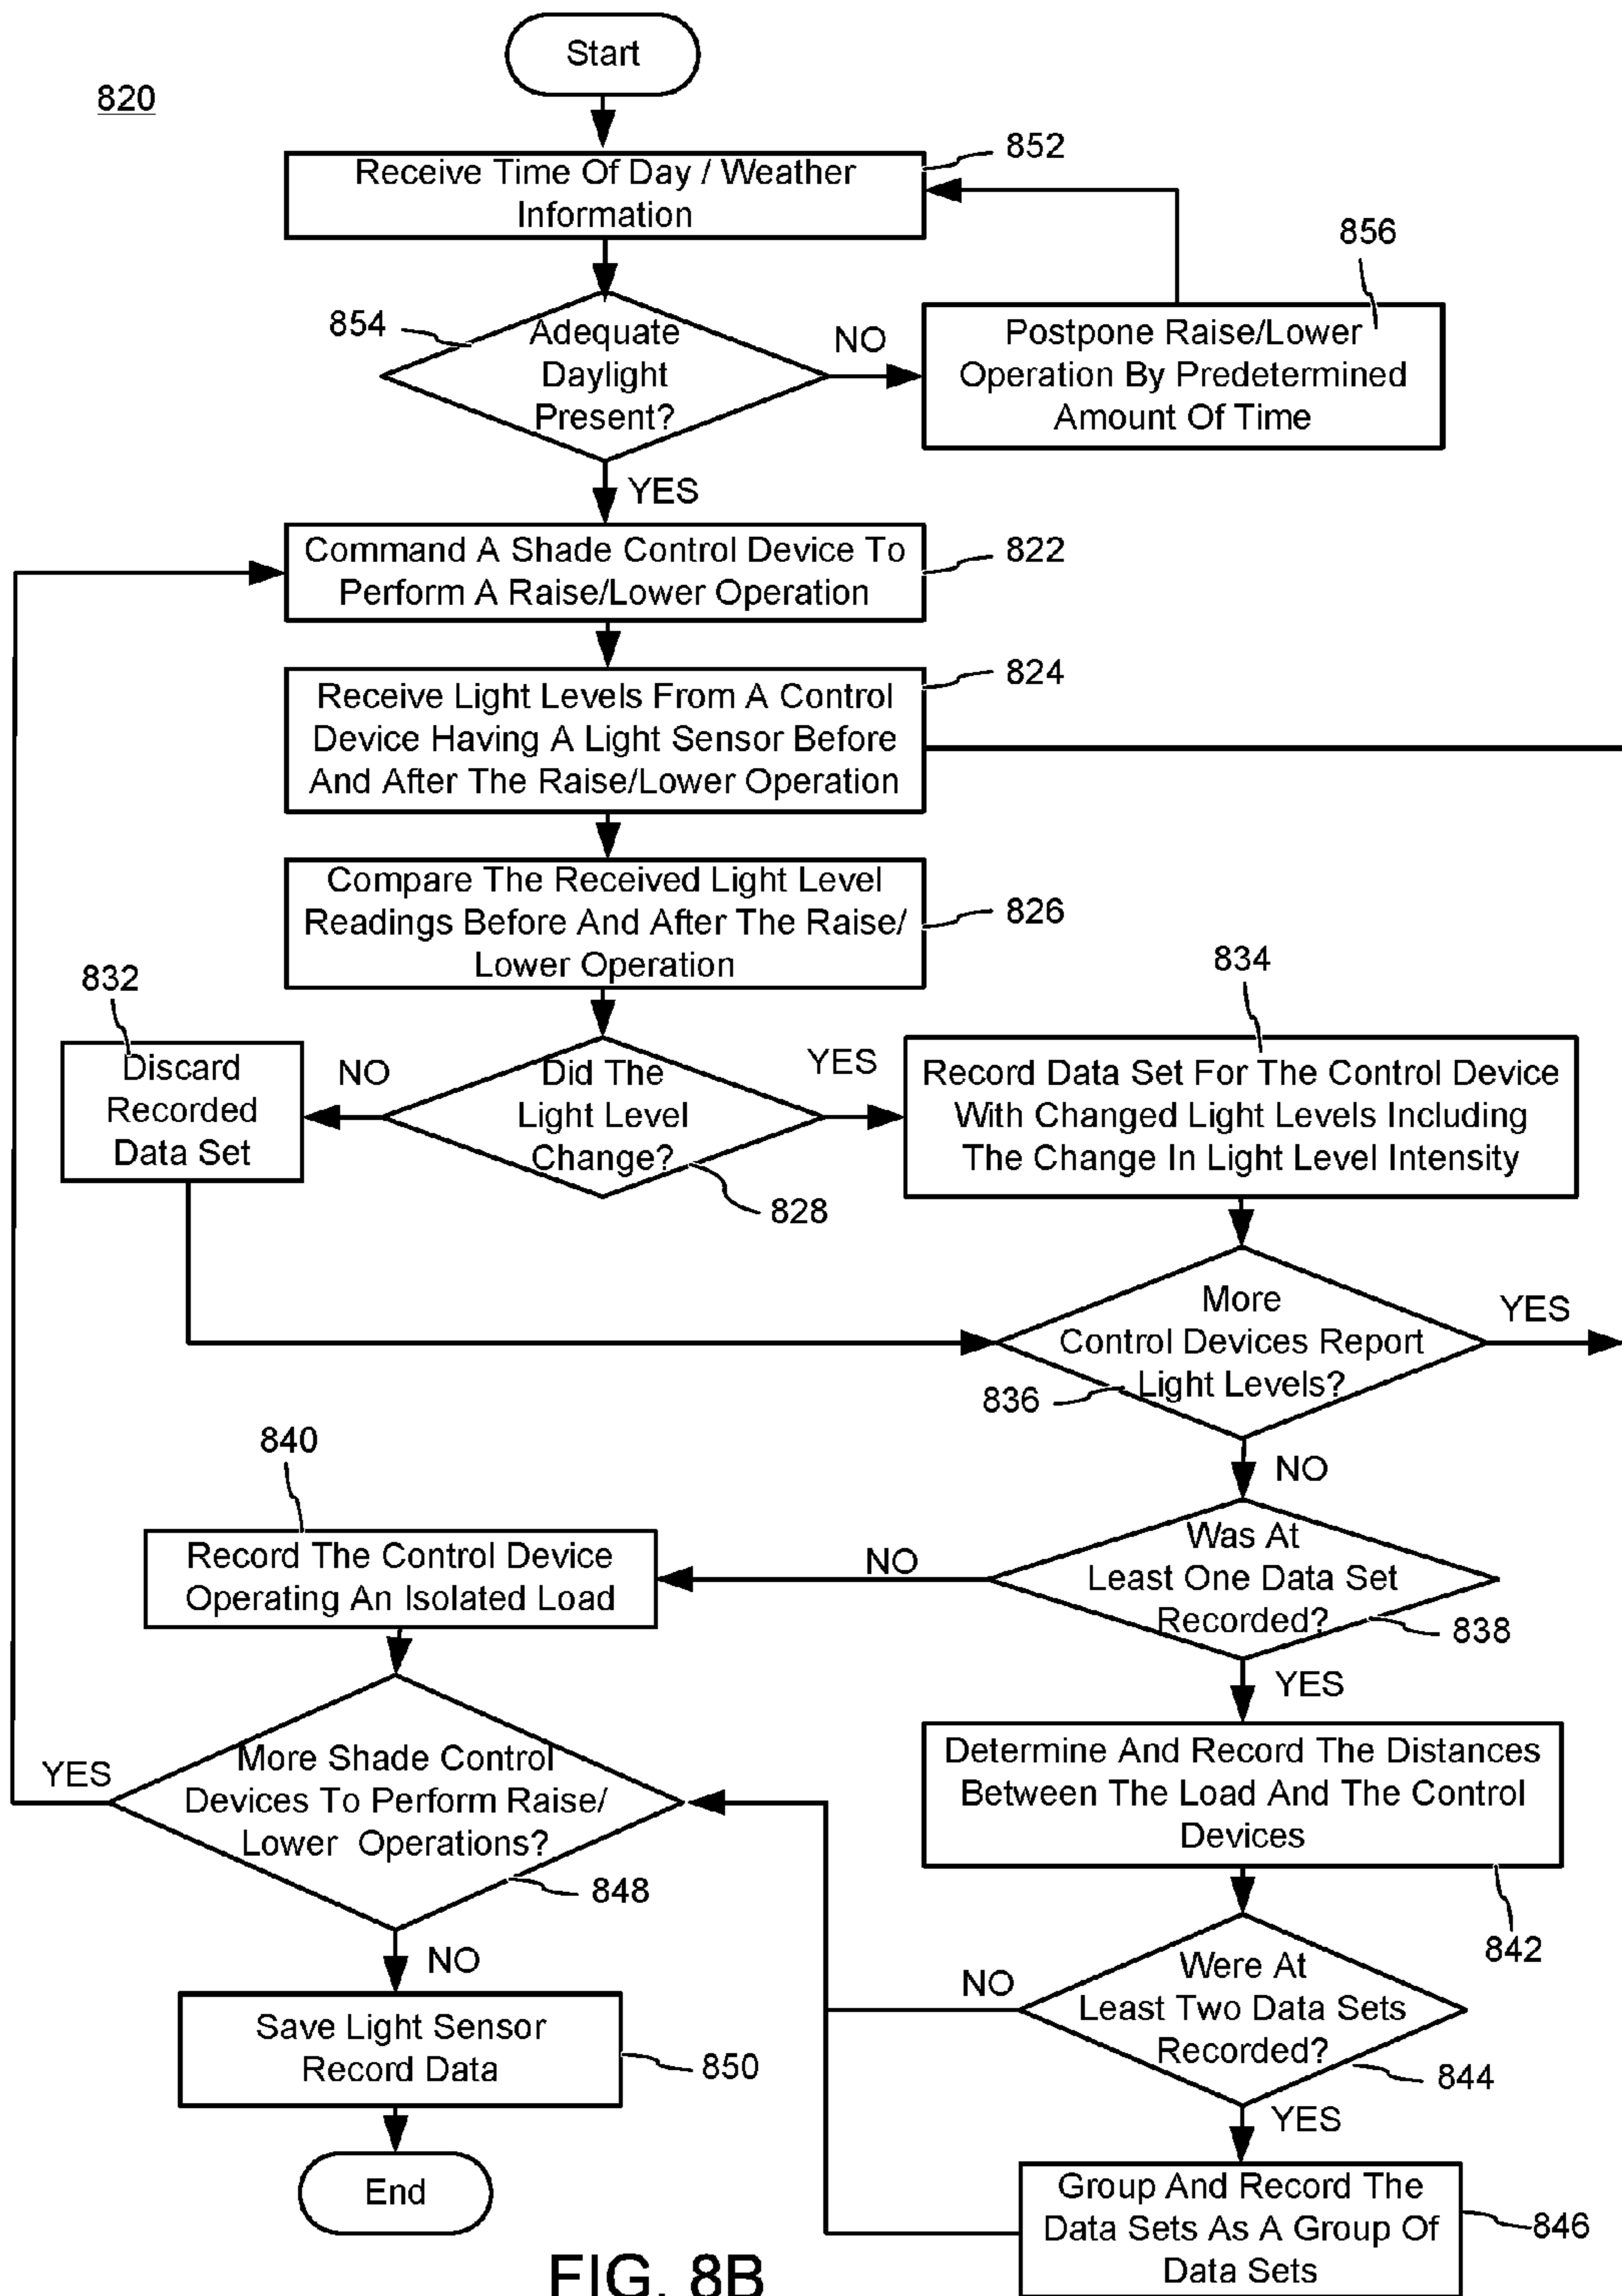 Start
820
Receive Time Of Day / Weather
Information
852
856
854
Adequate
Daylight
Present?
NO
Postpone Raise/Lower
Operation By Predetermined
Amount Of Time
YES
Command A Shade Control Device To
Perform A Raise/Lower Operation
822
Receive Light Levels From A Control
Device Having A Light Sensor Before
And After The Raise/Lower Operation
824
Compare The Received Light Level
Readings Before And After The Raise/
Lower Operation
826
832
834
Discard
Recorded
Data Set
NO
Did The
Light Level
Change?
YES
828
Record Data Set For The Control Device
With Changed Light Levels Including
The Change In Light Level Intensity
More
Control Devices Report
Light Levels?
YES
836
NO
840
Record The Control Device
Operating An Isolated Load
NO
Was At
Least One Data Set
Recorded?
838
YES
YES
More Shade Control
Devices To Perform Raise/
Lower Operations?
848
Determine And Record The Distances
Between The Load And The Control
Devices
842
NO
NO
Were At
Least Two Data Sets
Recorded?
844
Save Light Sensor
Record Data
850
YES
End
Group And Record The
Data Sets As A Group Of
Data Sets
846
FIG. 8B